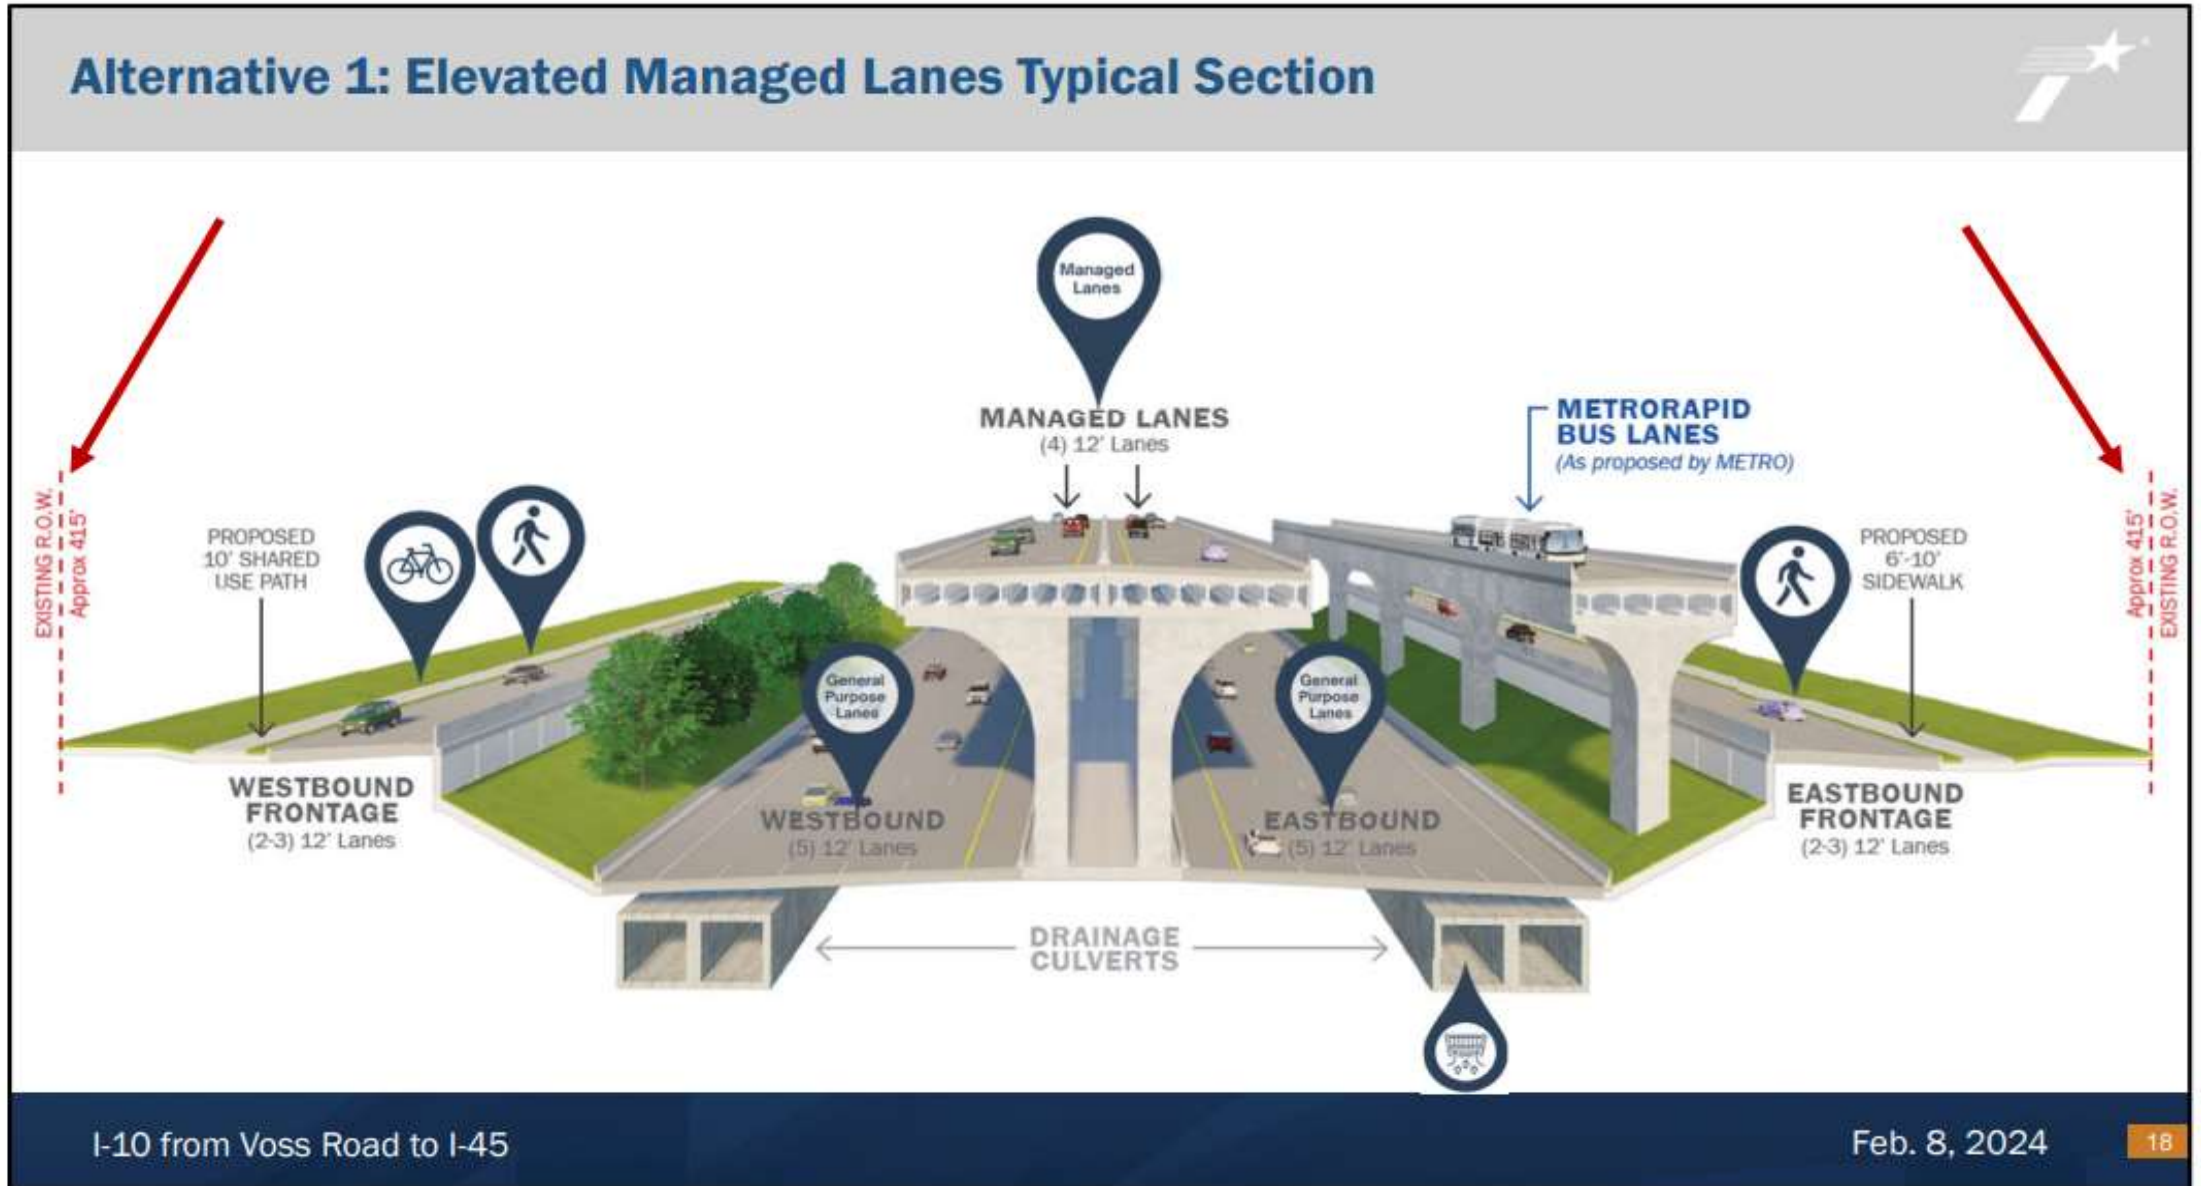 Alternative 1: Elevated Managed Lanes Typical Section
Managed
Lanes
MANAGED LANES
(4) 12' Lanes
METRORAPID
BUS LANES
(As proposed by METRO)
EXISTING R.O.W.
Approx 415'
PROPOSED
10' SHARED
USE PATH
PROPOSED
6'-10'
SIDEWALK
Approx 415'
EXISTING R.O.W.
General
Purpose
Lanes
General
Purpose
Lanes
WESTBOUND
FRONTAGE
(2-3) 12' Lanes
WESTBOUND
(5) 12' Lanes
EASTBOUND
(5) 12' Lanes
EASTBOUND
FRONTAGE
(2-3) 12' Lanes
DRAINAGE
CULVERTS
I-10 from Voss Road to I-45
Feb. 8, 2024
18